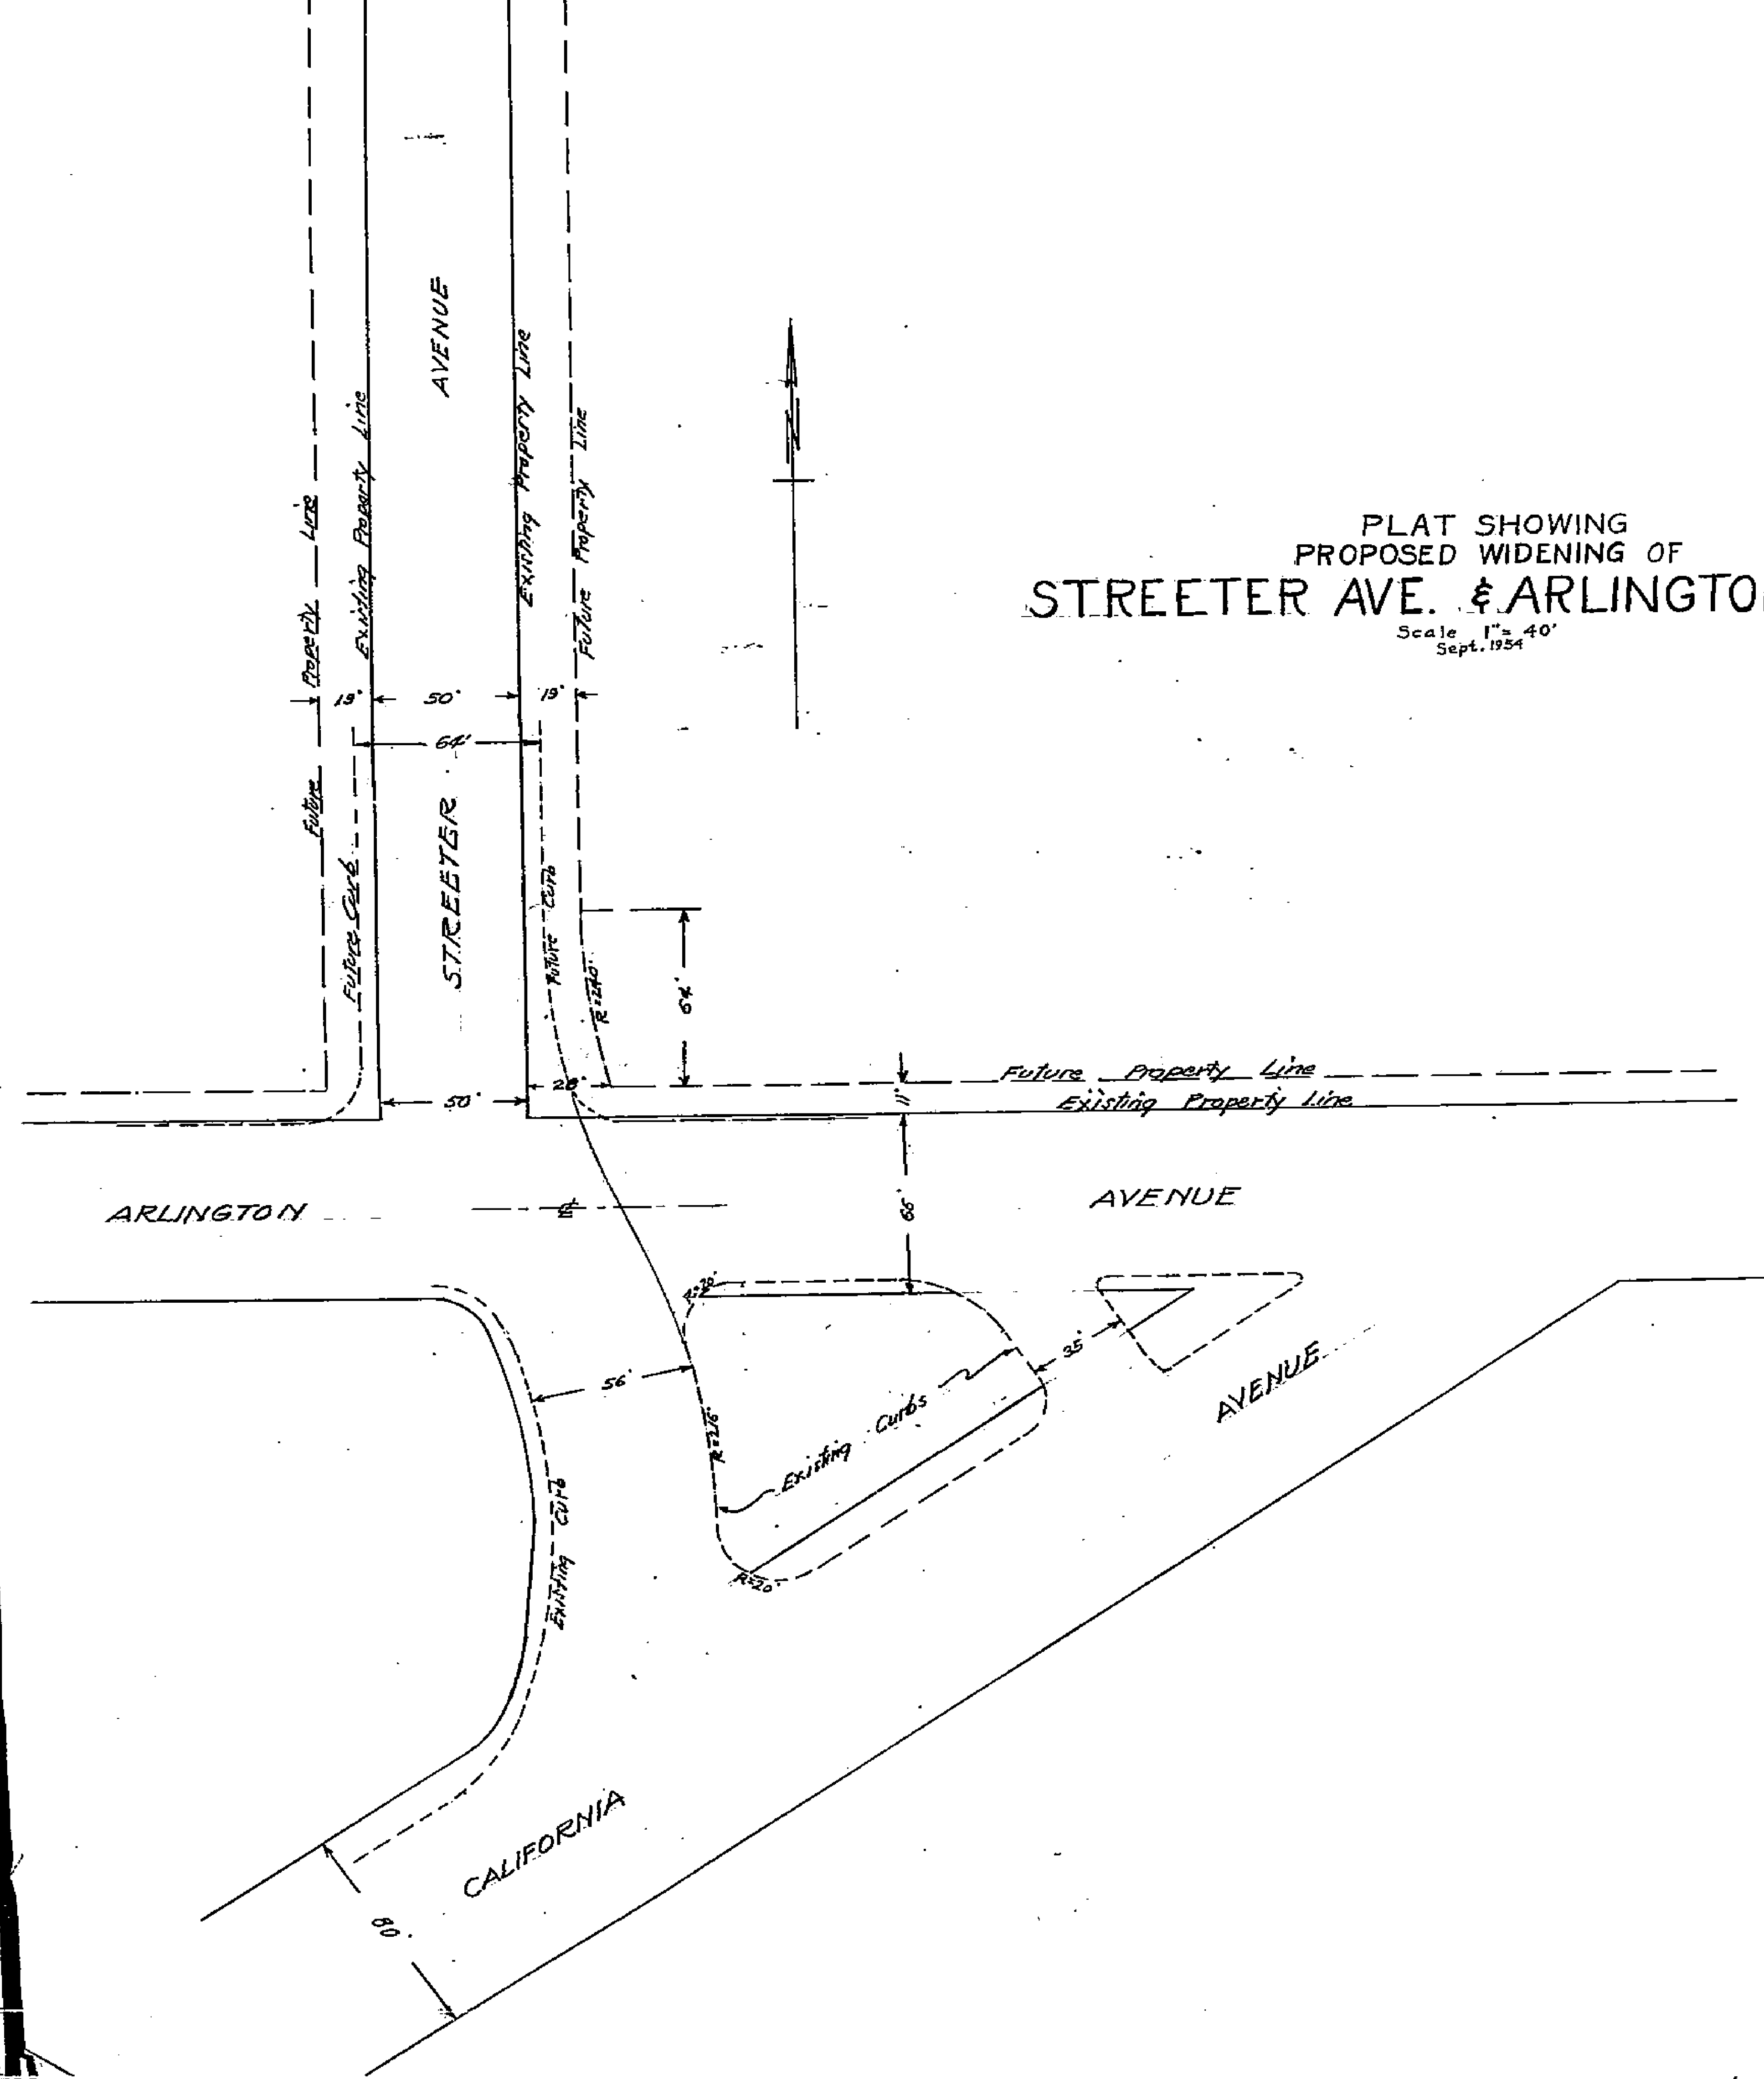 AVENUE
N
Existing Property Line
Existing Property Line
Future Property Line
Future Property Line
PLAT SHOWING
PROPOSED WIDENING OF
STREETER AVE. & ARLINGTO
Scale 1"= 40'
Sept. 1954
19' 50' 19'
64'
STREETER
Future Curb
Future Curb
R=240'
64'
28'
50'
11'
Future Property Line
Existing Property Line
ARLINGTON
AVENUE
66'
56'
35'
AVENUE
Existing Curbs
R=216'
Existing Curb
R=20'
CALIFORNIA
80'